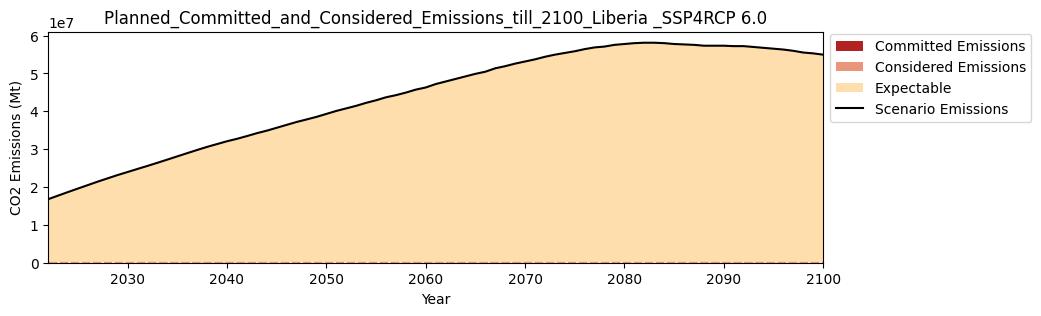 Planned_Committed_and_Considered_Emissions_till_2100_Liberia _SSP4RCP 6.0
1e7
6
5
4
3
2
1
0
CO2 Emissions (Mt)
2030 2040 2050 2060 2070 2080 2090 2100
Year
Committed Emissions
Considered Emissions
Expectable
Scenario Emissions